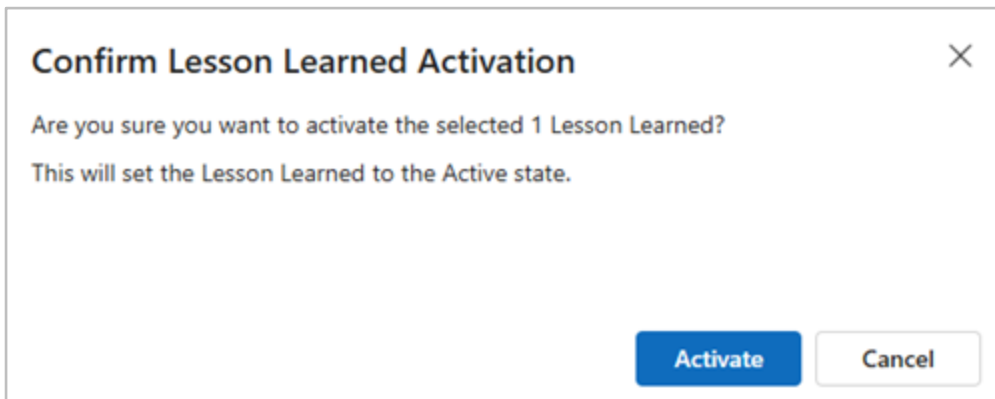 Confirm Lesson Learned Activation
Are you sure you want to activate the selected 1 Lesson Learned?
This will set the Lesson Learned to the Active state.
Activate Cancel